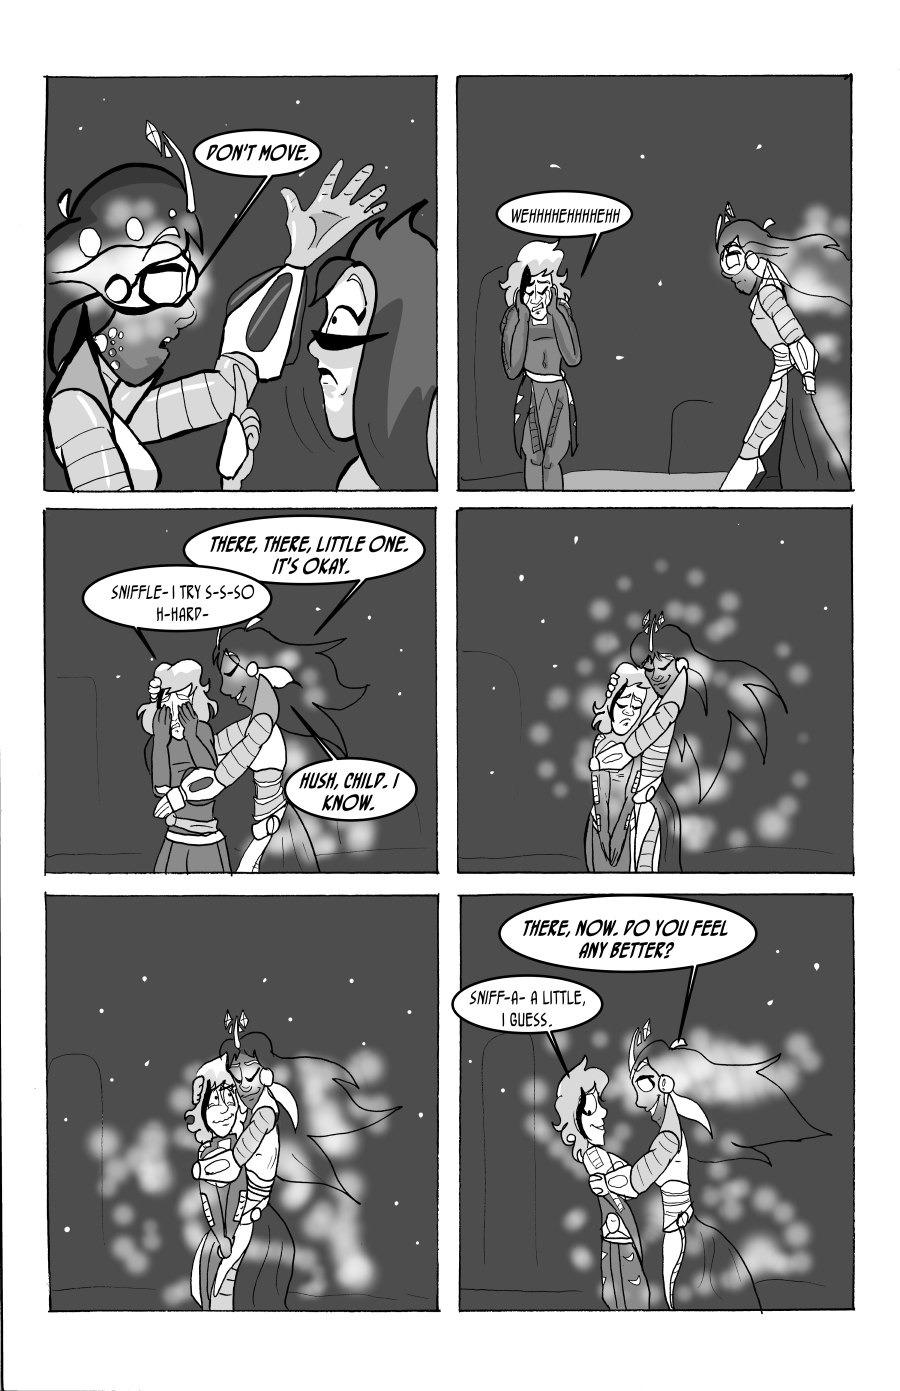 DON'T MOVE.
WEHHHHEHHHHEHH
THERE, THERE, LITTLE ONE.
IT'S OKAY.
SNIFFLE- I TRY S-S-SO
H-HARD-
HUSH, CHILD. I
KNOW.
THERE, NOW. DO YOU FEEL
ANY BETTER?
SNIFF-A- A LITTLE,
I GUESS.